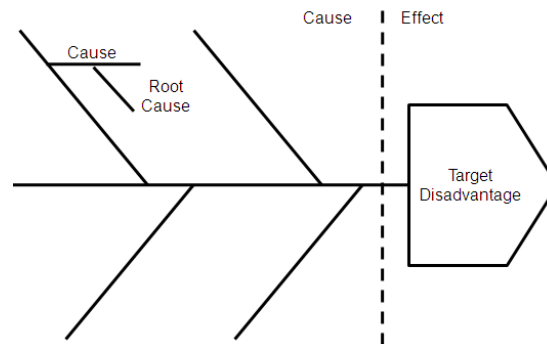 Cause
Effect
Cause
Root
Cause
Target
Disadvantage